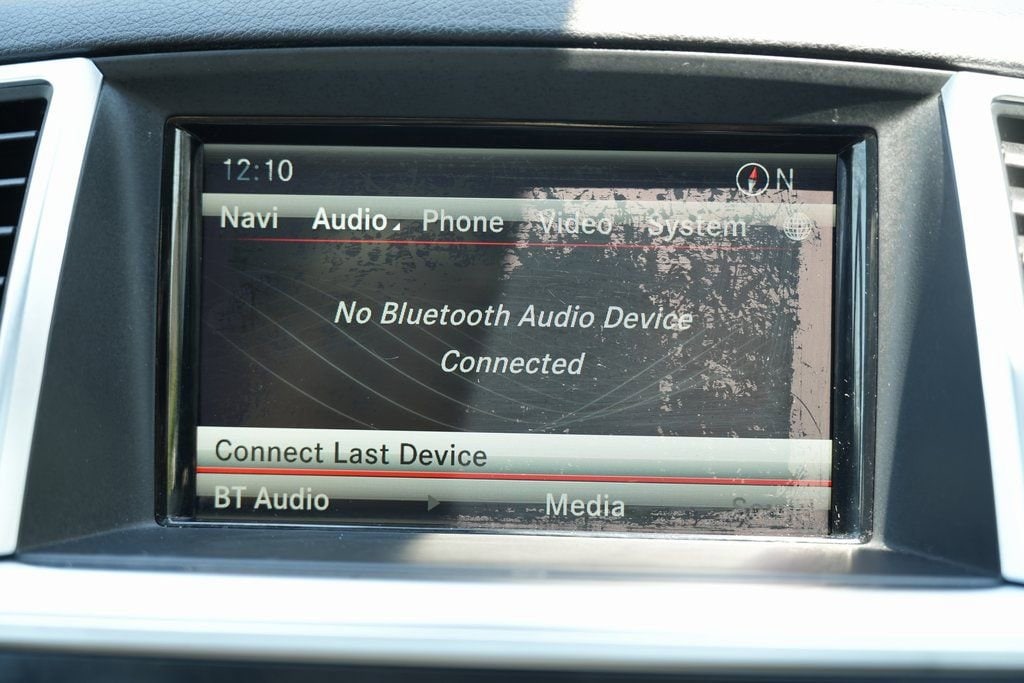 12:10 N
Navi Audio Phone Video System
No Bluetooth Audio Device
Connected
Connect Last Device
BT Audio Media